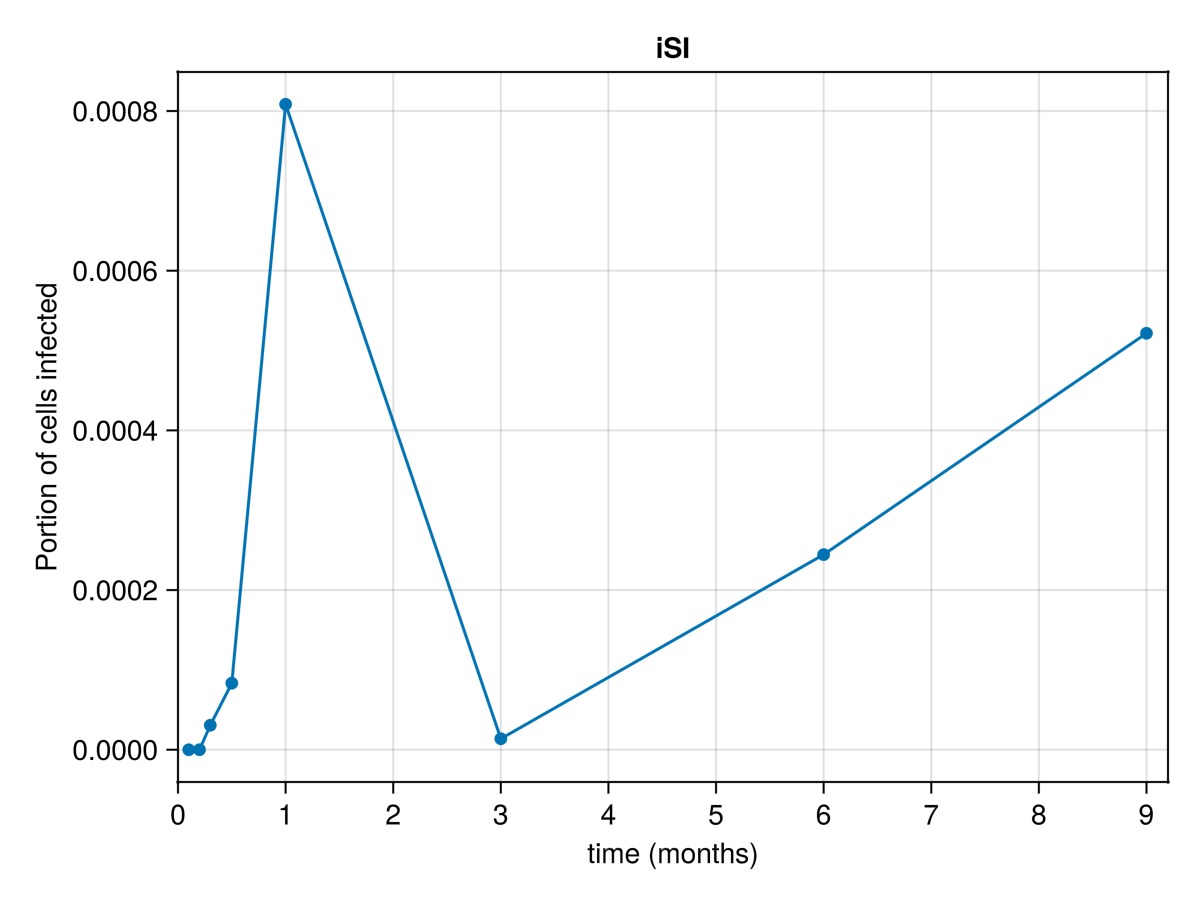 iSI
Portion of cells infected
0.0008
0.0006
0.0004
0.0002
0.0000
0 1 2 3 4 5 6 7 8 9
time (months)